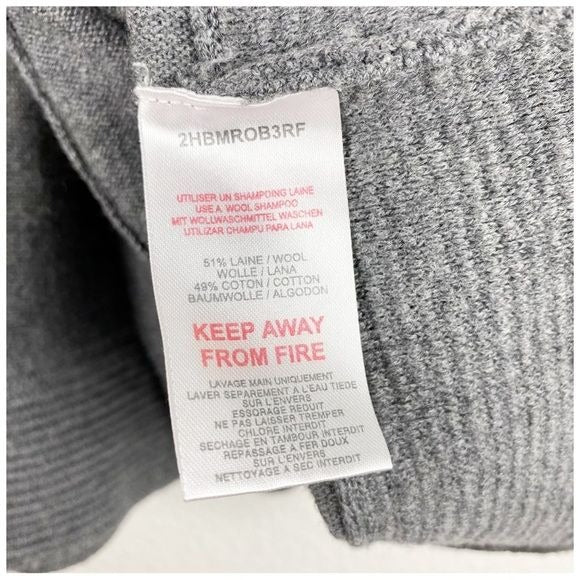 2HBMROB3RF
UTILISER UN SHAMPOING LAINE
USE A WOOL SHAMPOO
MIT WOLLWASCHMITTEL WASCHEN
UTILIZAR CHAMPU PARA LANA
51% LAINE / WOOL
WOLLE / LANA
49% COTON / COTTON
BAUMWOLLE / ALGODON
KEEP AWAY
FROM FIRE
LAVAGE MAIN UNIQUEMENT
LAVER SEPAREMENT A L'EAU TIEDE
SUR L'ENVERS
ESSORAGE REDUIT
NE PAS LAISSER TREMPER
CHLORE INTERDIT
SECHAGE EN TAMBOUR INTERDIT
REPASSAGE A FER DOUX
SUR L'ENVERS
NETTOYAGE A SEC INTERDIT